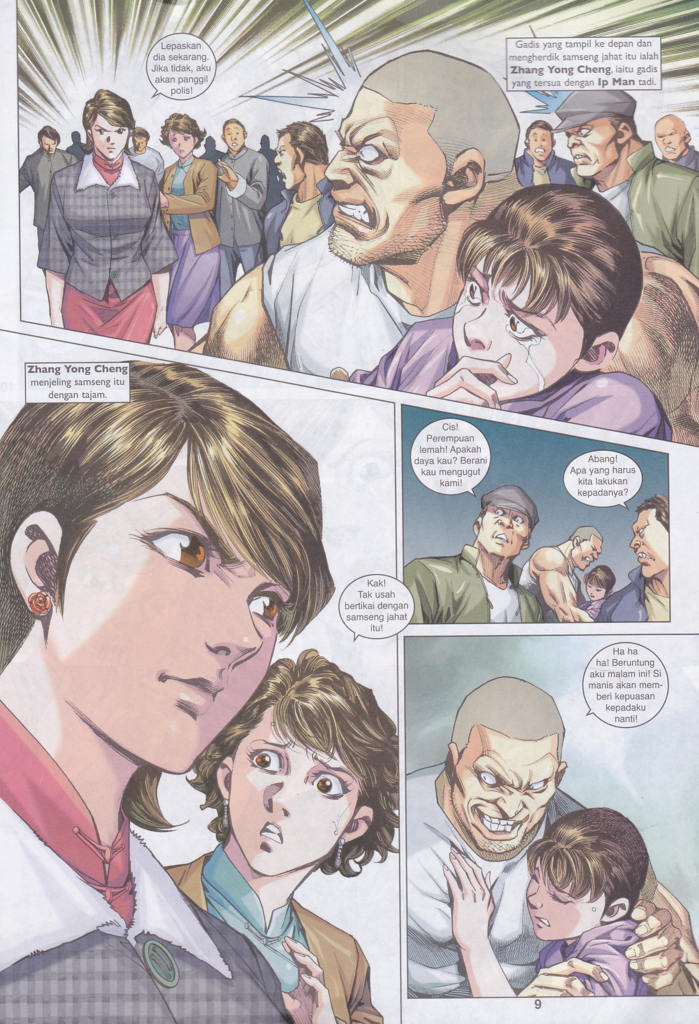 Lepaskan
dia sekarang.
Jika tidak, aku
akan panggil
polis!
Gadis yang tampil ke depan dan
mengherdik samseng jahat itu ialah
Zhang Yong Cheng, iaitu gadis
yang tersua dengan Ip Man tadi.
Zhang Yong Cheng
menjeling samseng itu
dengan tajam.
Kak!
Tak usah
bertikai dengan
samseng jahat
itu!
Cis!
Perempuan
lemah! Apakah
daya kau? Berani
kau mengugut
kami!
Abang!
Apa yang harus
kita lakukan
kepadanya?
Ha ha
ha! Beruntung
aku malam ini! Si
manis akan mem-
beri kepuasan
kepadaku
nanti!
9